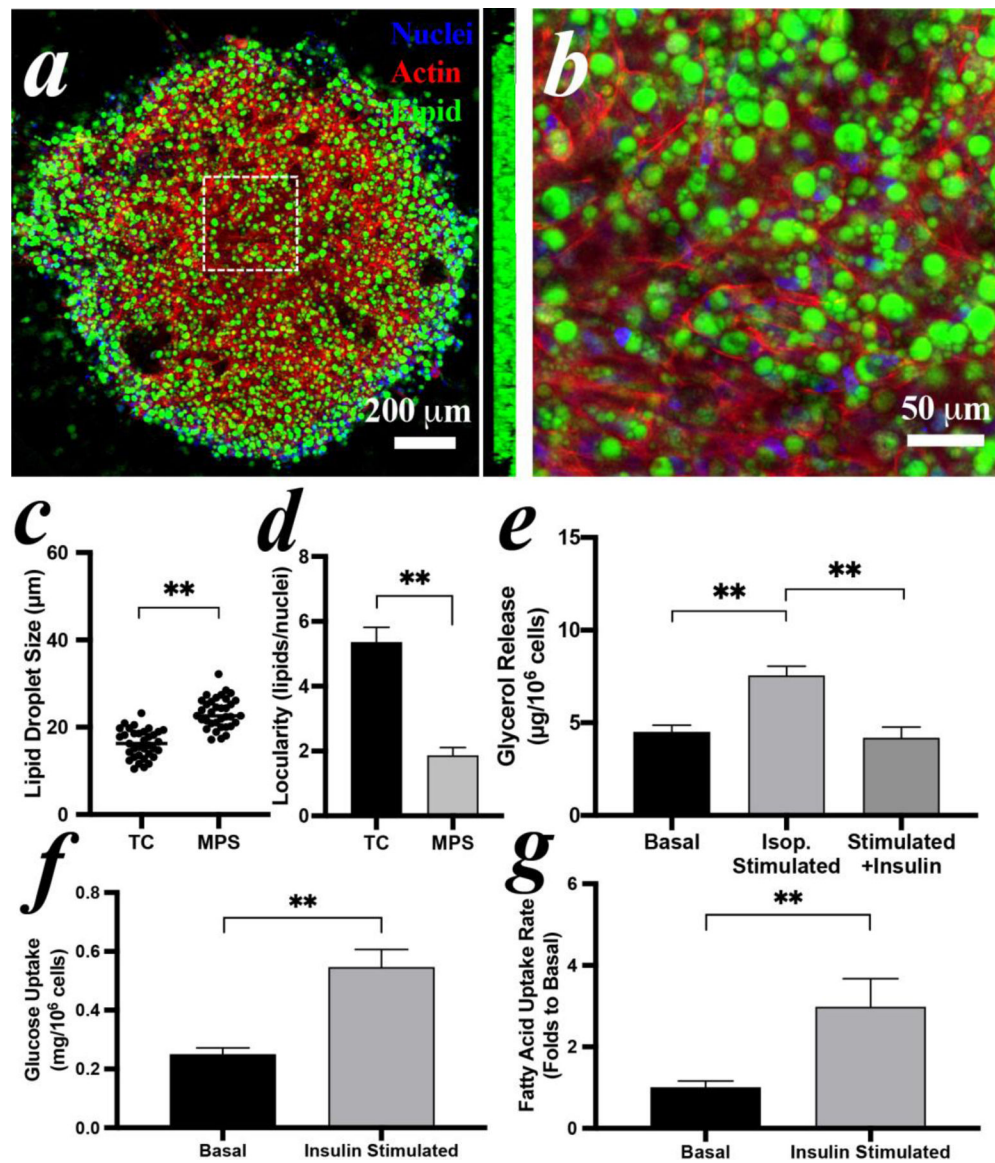 a
Nuclei
Actin
Lipid
200 μm
b
50 μm
c
Lipid Droplet Size (μm)
60
40
20
0
**
TC
MPS
d
Locularity (lipids/nuclei)
8
6
4
2
0
**
TC
MPS
e
Glycerol Release
(μg/10⁶ cells)
15
10
5
0
**
**
Basal
Isop.
Stimulated
Stimulated
+Insulin
f
Glucose Uptake
(mg/10⁶ cells)
0.8
0.6
0.4
0.2
0.0
**
Basal
Insulin Stimulated
g
Fatty Acid Uptake Rate
(Folds to Basal)
6
4
2
0
**
Basal
Insulin Stimulated